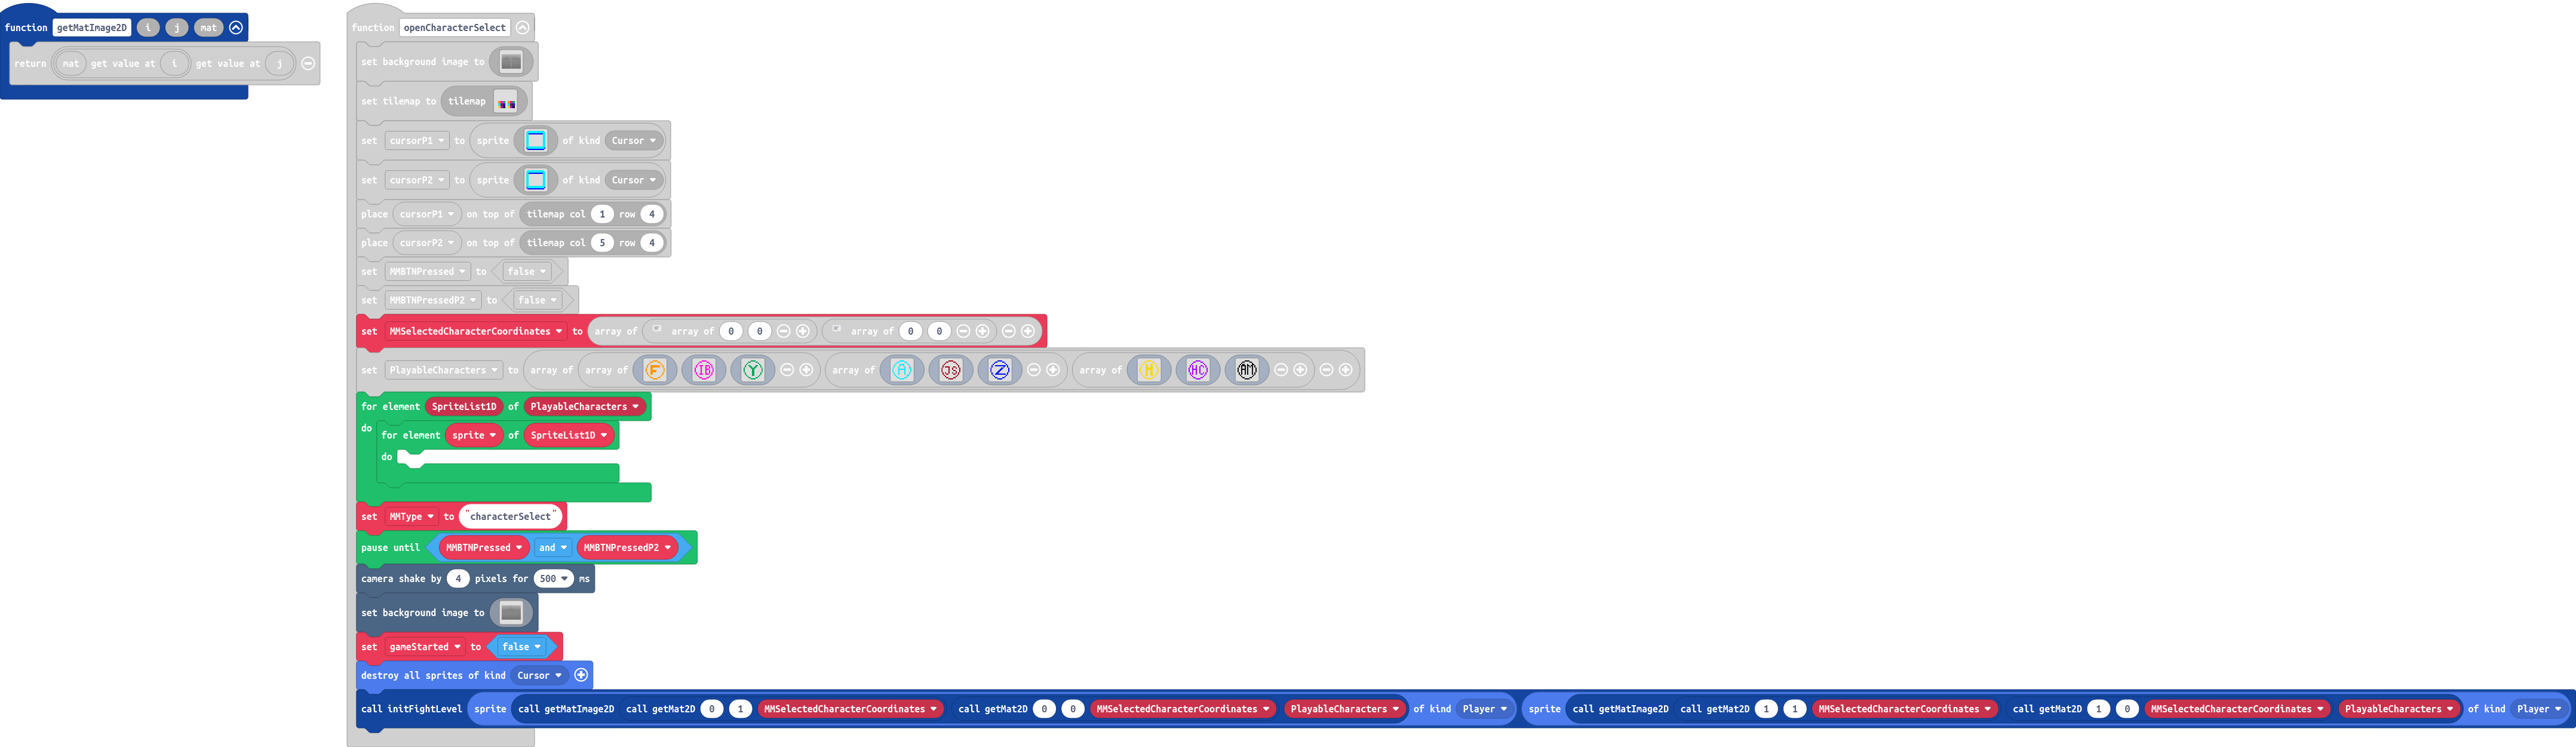 function getMatImage2D i j mat
return mat get value at i get value at j
function openCharacterSelect
set background image to
set tilemap to tilemap
set cursorP1 to sprite of kind Cursor
set cursorP2 to sprite of kind Cursor
place cursorP1 on top of tilemap col 1 row 4
place cursorP2 on top of tilemap col 5 row 4
set MMBTNPressed to false
set MMBTNPressedP2 to false
set MMSelectedCharacterCoordinates to array of array of 0 0 array of 0 0
set PlayableCharacters to array of array of F IB Y array of A JS Z array of H HC AM
for element SpriteList1D of PlayableCharacters
do for element sprite of SpriteList1D
do
set MMType to "characterSelect"
pause until MMBTNPressed and MMBTNPressedP2
camera shake by 4 pixels for 500 ms
set background image to
set gameStarted to false
destroy all sprites of kind Cursor
call initFightLevel sprite call getMatImage2D call getMat2D 0 1 MMSelectedCharacterCoordinates call getMat2D 0 0 MMSelectedCharacterCoordinates PlayableCharacters of kind Player sprite call getMatImage2D call getMat2D 1 1 MMSelectedCharacterCoordinates call getMat2D 1 0 MMSelectedCharacterCoordinates PlayableCharacters of kind Player